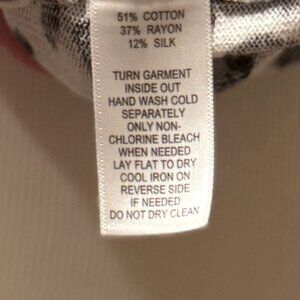 51% COTTON
37% RAYON
12% SILK
TURN GARMENT
INSIDE OUT
HAND WASH COLD
SEPARATELY
ONLY NON-
CHLORINE BLEACH
WHEN NEEDED
LAY FLAT TO DRY
COOL IRON ON
REVERSE SIDE
IF NEEDED
DO NOT DRY CLEAN